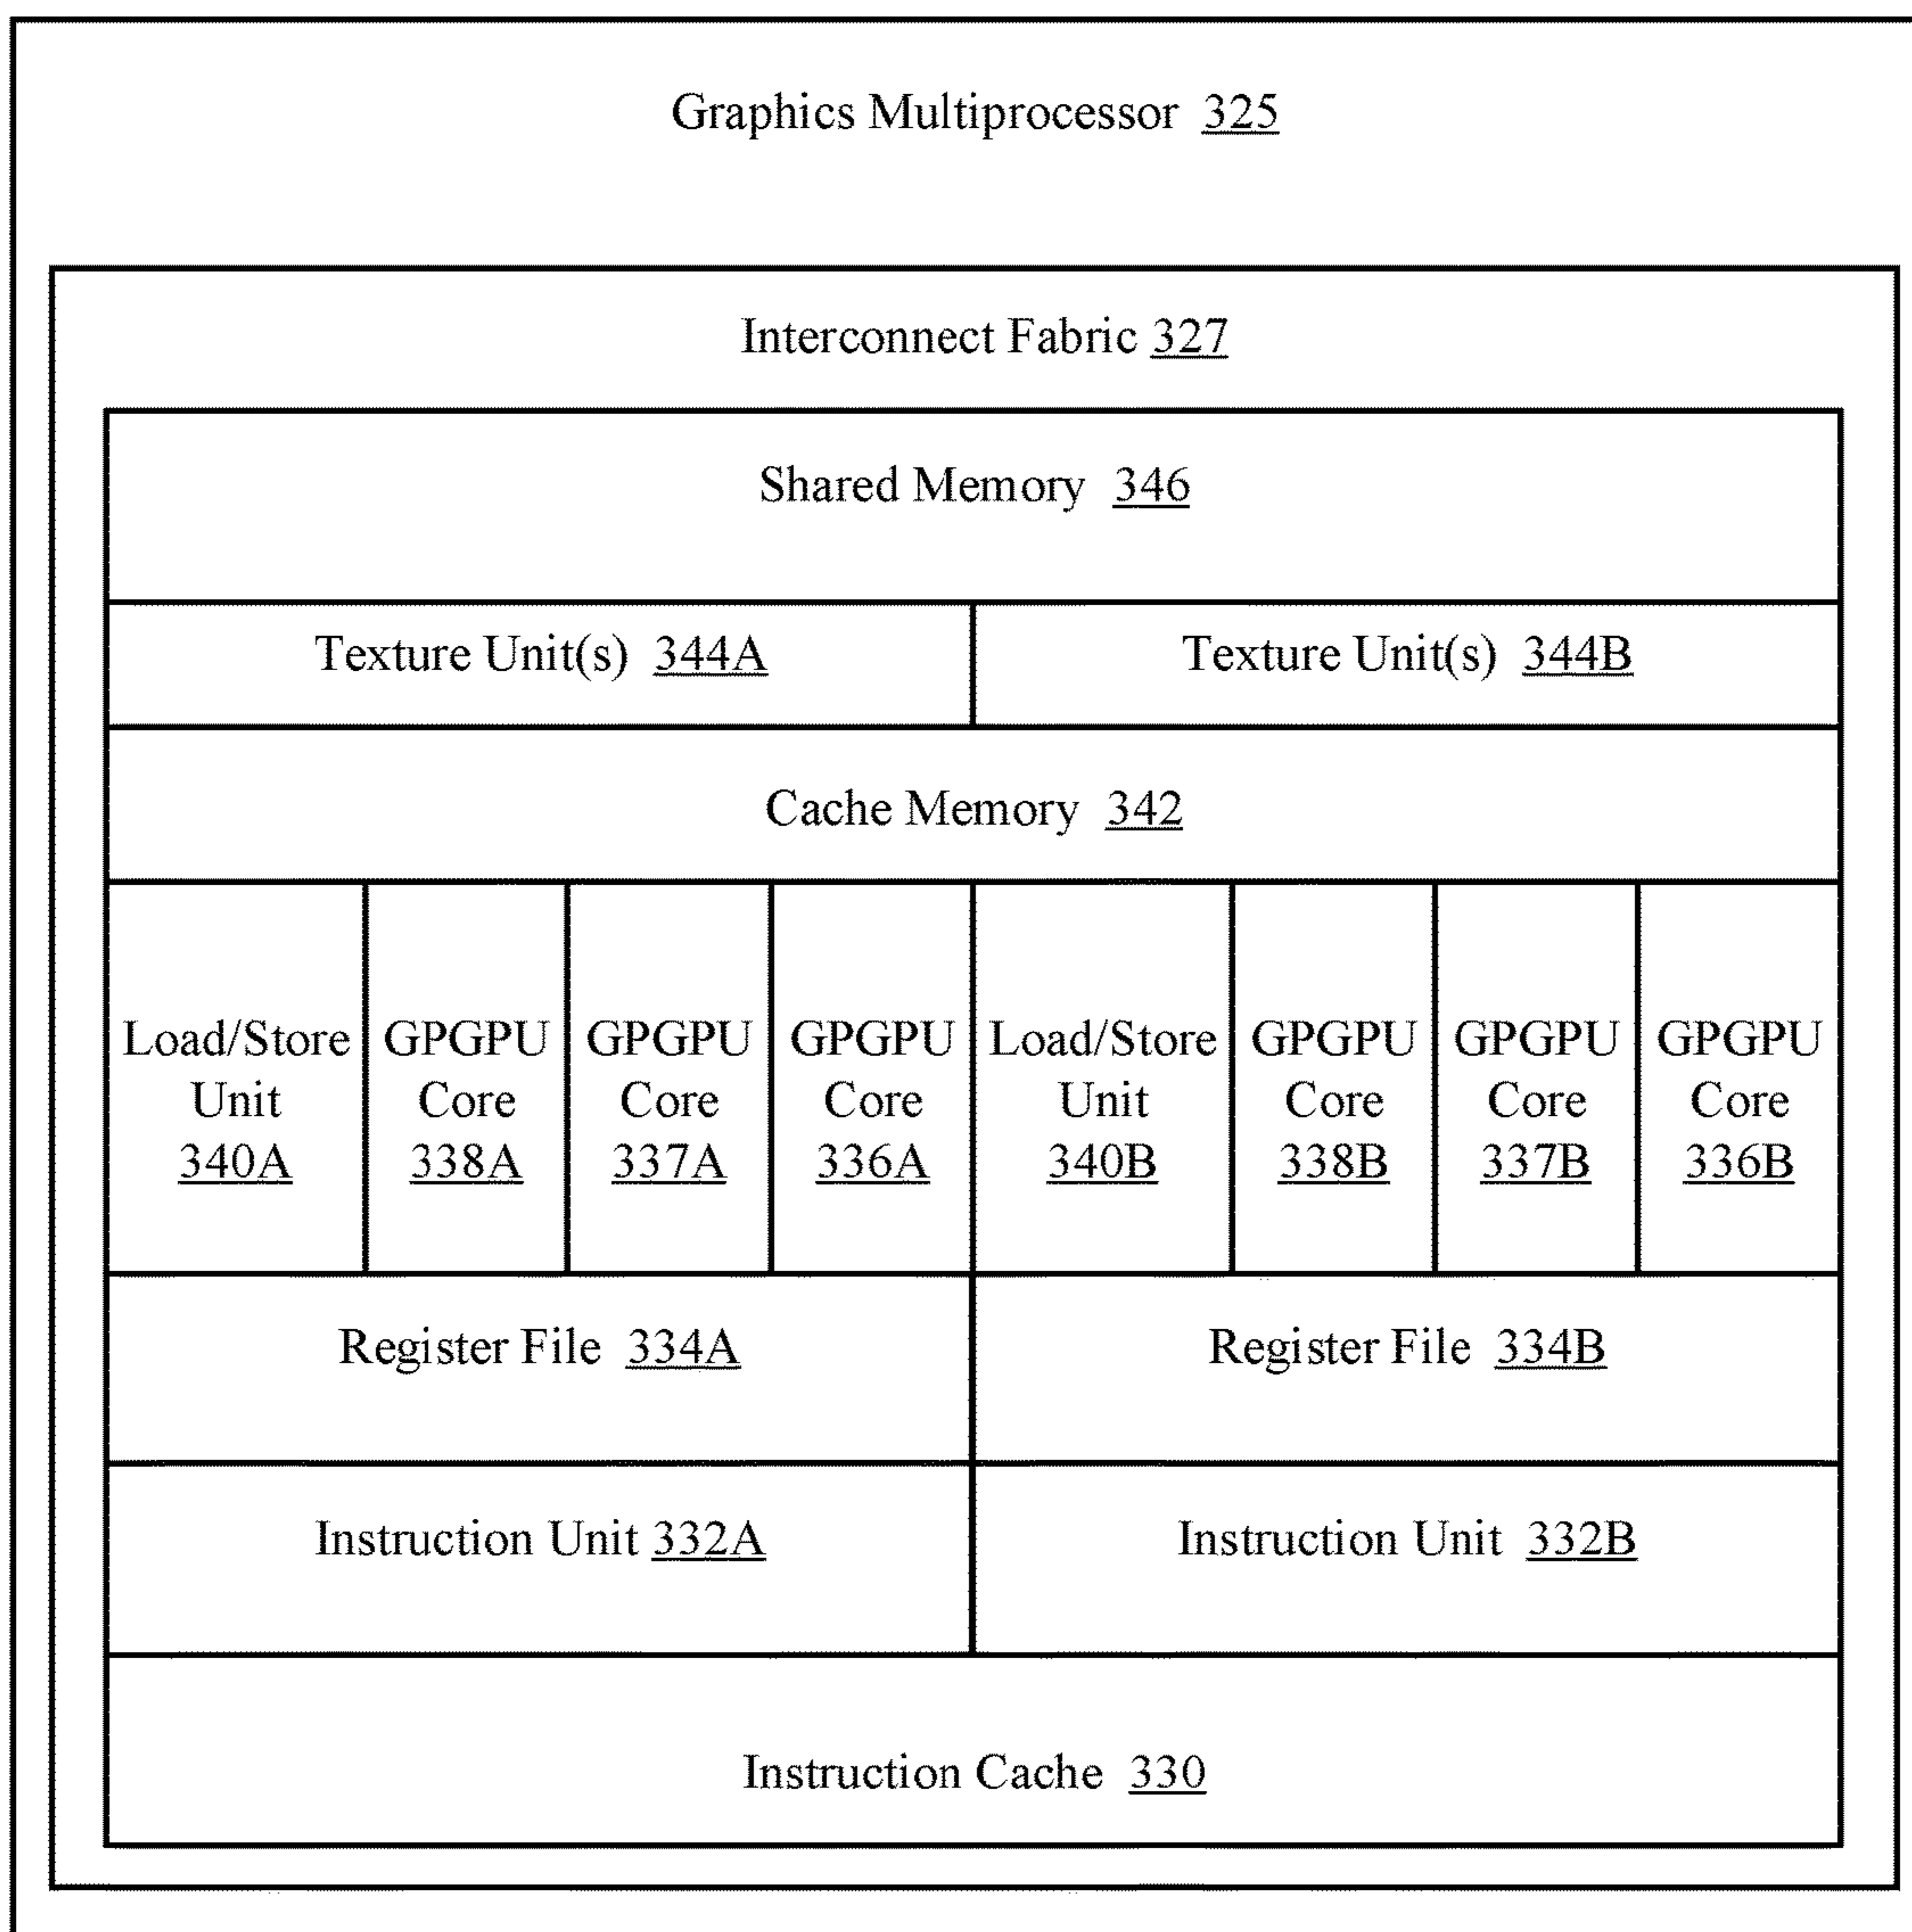 Graphics Multiprocessor 325
Interconnect Fabric 327
Shared Memory 346
Texture Unit(s) 344A
Texture Unit(s) 344B
Cache Memory 342
Load/Store
Unit
340A
GPGPU
Core
338A
GPGPU
Core
337A
GPGPU
Core
336A
Load/Store
Unit
340B
GPGPU
Core
338B
GPGPU
Core
337B
GPGPU
Core
336B
Register File 334A
Register File 334B
Instruction Unit 332A
Instruction Unit 332B
Instruction Cache 330